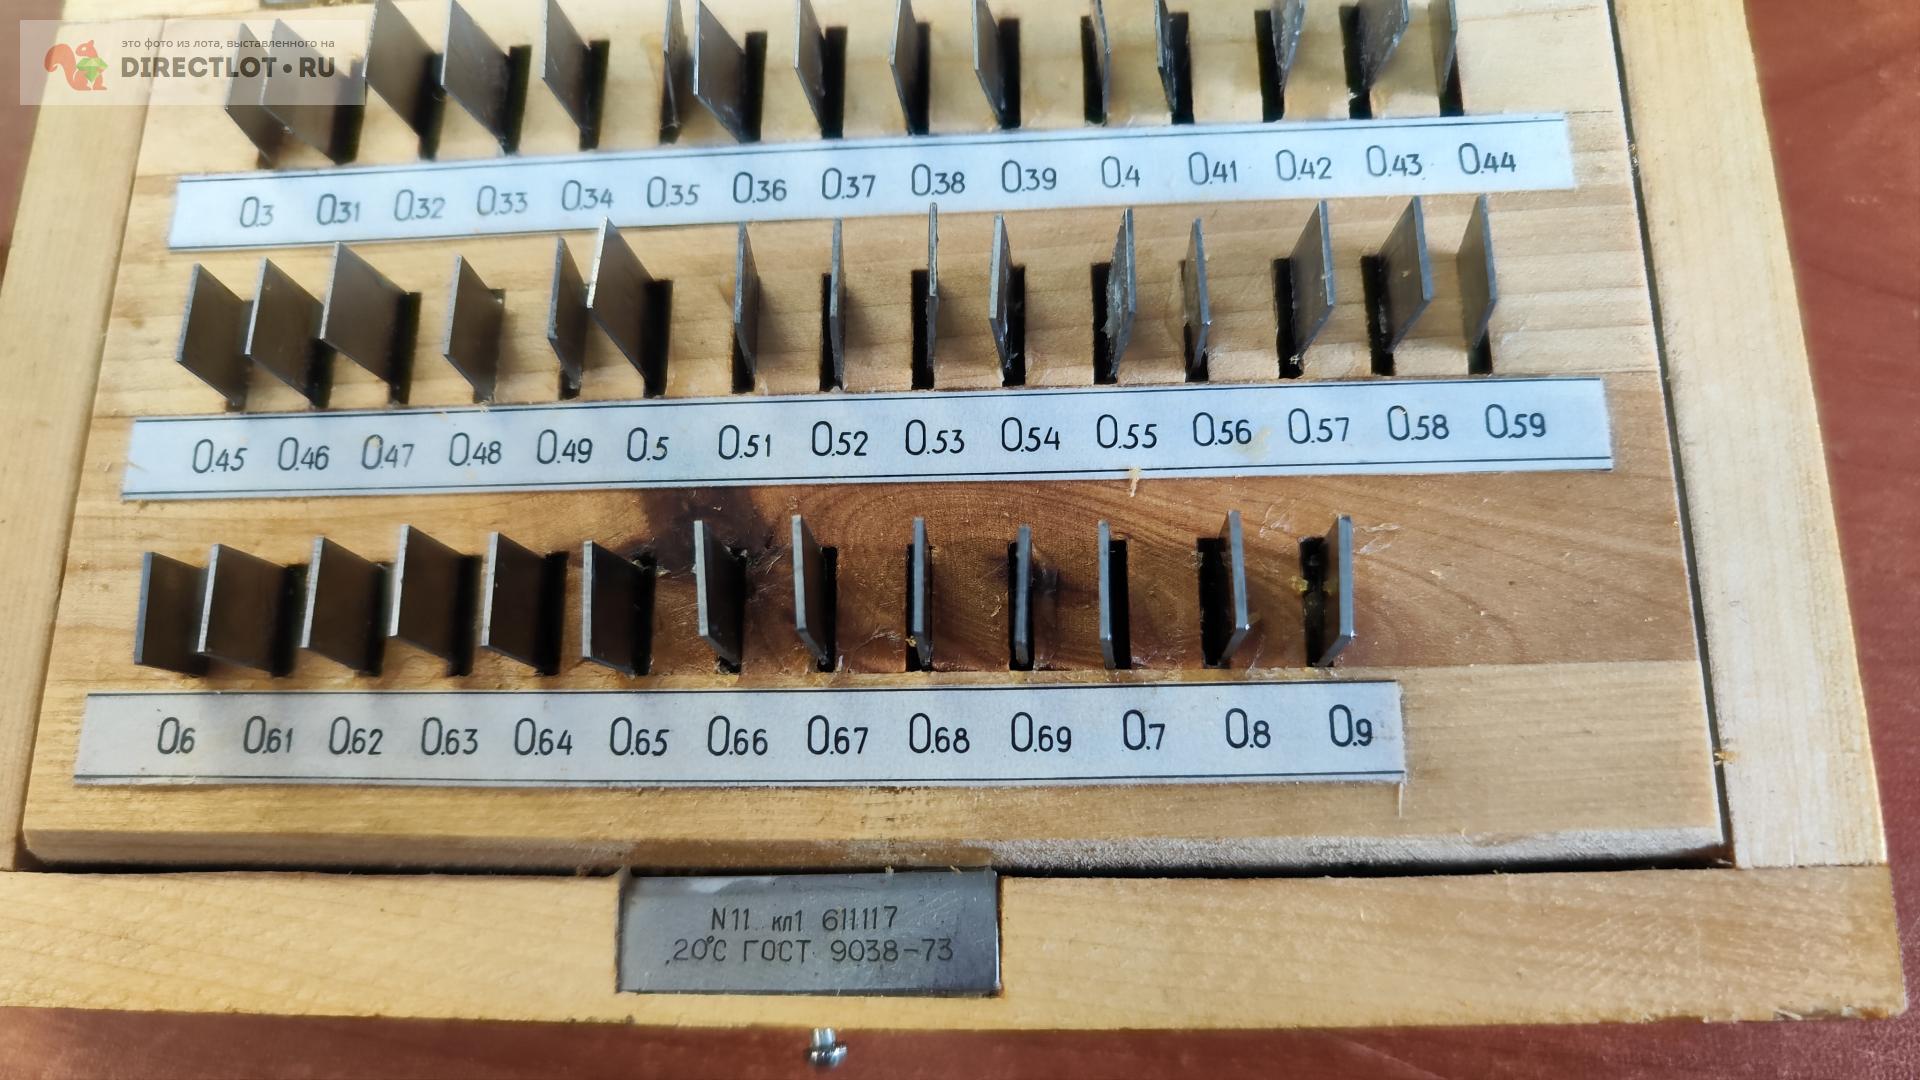 это фото из лота, выставленного на
DIRECTLOT·RU
0.3 0.31 0.32 0.33 0.34 0.35 0.36 0.37 0.38 0.39 0.4 0.41 0.42 0.43 0.44
0.45 0.46 0.47 0.48 0.49 0.5 0.51 0.52 0.53 0.54 0.55 0.56 0.57 0.58 0.59
0.6 0.61 0.62 0.63 0.64 0.65 0.66 0.67 0.68 0.69 0.7 0.8 0.9
N11 кл1 611117
20°C ГОСТ 9038-73